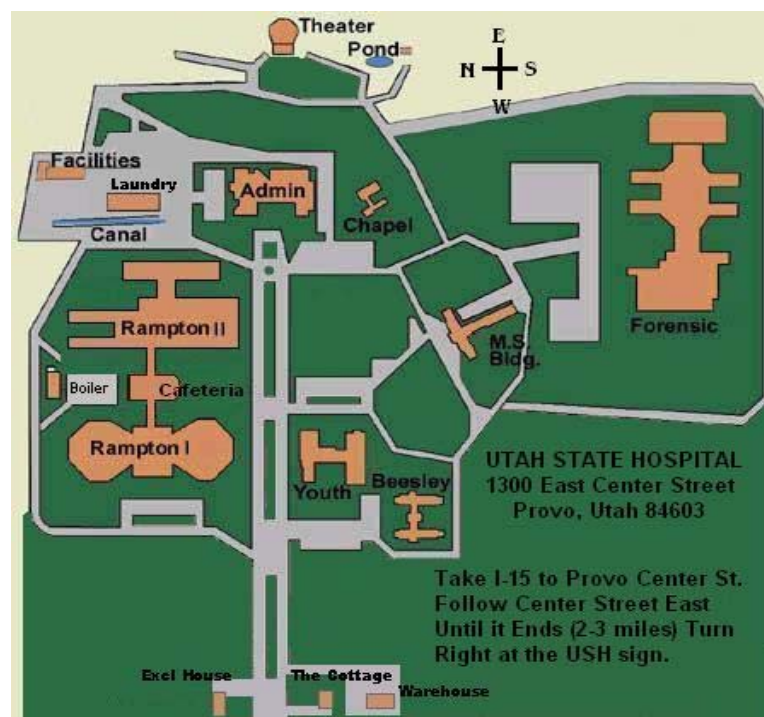 Theater
Pond
E
N S
W
Facilities
Laundry
Admin
Canal
Chapel
Rampton II
Forensic
M.S.
Bldg.
Boiler
Cafeteria
Rampton I
Youth
Beesley
UTAH STATE HOSPITAL
1300 East Center Street
Provo, Utah 84603
Take I-15 to Provo Center St.
Follow Center Street East
Until it Ends (2-3 miles) Turn
Right at the USH sign.
Excl House
The Cottage
Warehouse